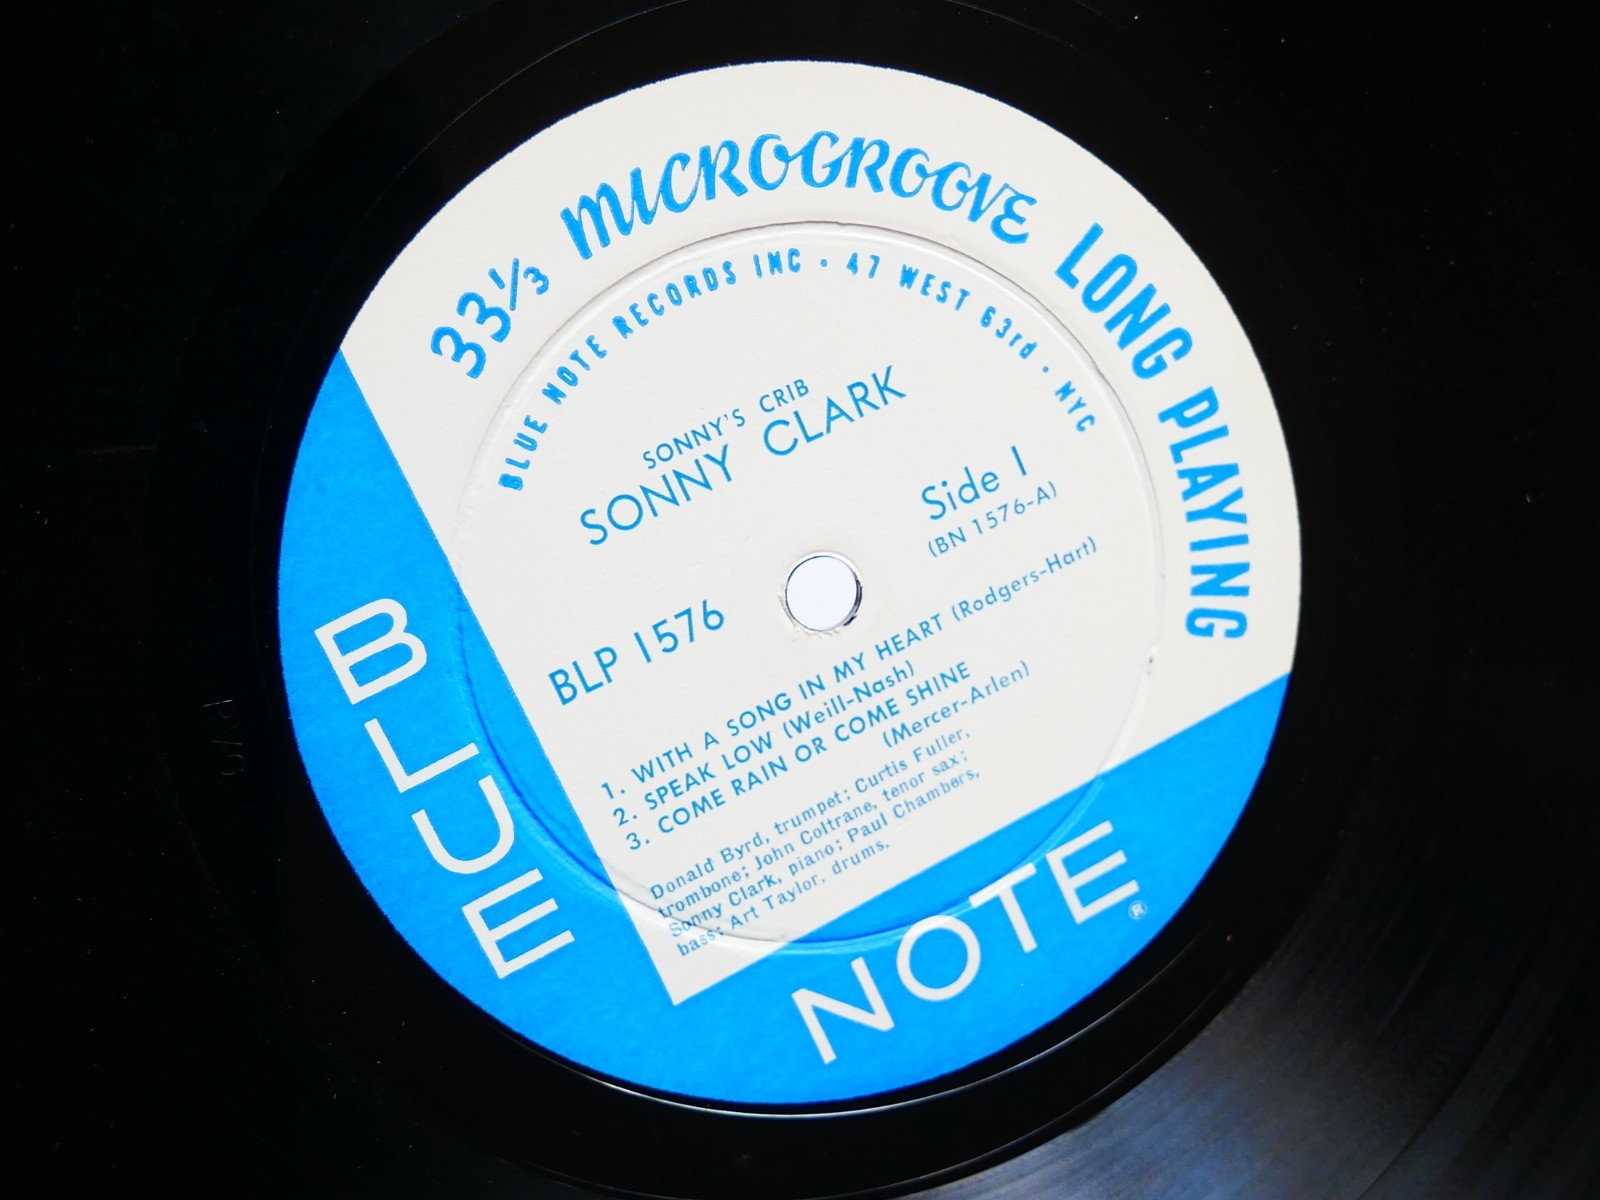 33⅓ MICROGROOVE LONG PLAYING
BLUE NOTE RECORDS INC · 47 WEST 63rd · NYC
SONNY'S CRIB
SONNY CLARK
Side 1
(BN 1576-A)
BLP 1576
1. WITH A SONG IN MY HEART (Rodgers-Hart)
2. SPEAK LOW (Weill-Nash)
3. COME RAIN OR COME SHINE
(Mercer-Arlen)
Donald Byrd, trumpet; Curtis Fuller,
trombone; John Coltrane, tenor sax;
Sonny Clark, piano; Paul Chambers,
bass; Art Taylor, drums.
BLUE
NOTE®